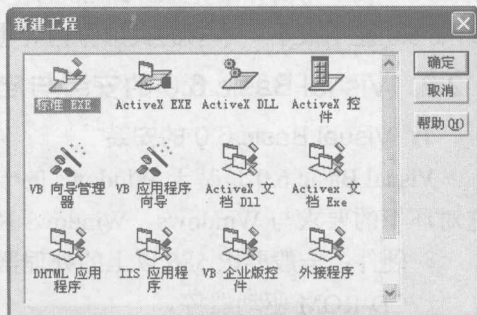 新建工程
标准 EXE
ActiveX EXE
ActiveX DLL
ActiveX 控
件
VB 向导管理
器
VB 应用程序
向导
ActiveX 文
档 Dll
Activex 文
档 Exe
DHTML 应用
程序
IIS 应用程
序
VB 企业版控
件
外接程序
确定
取消
帮助(H)